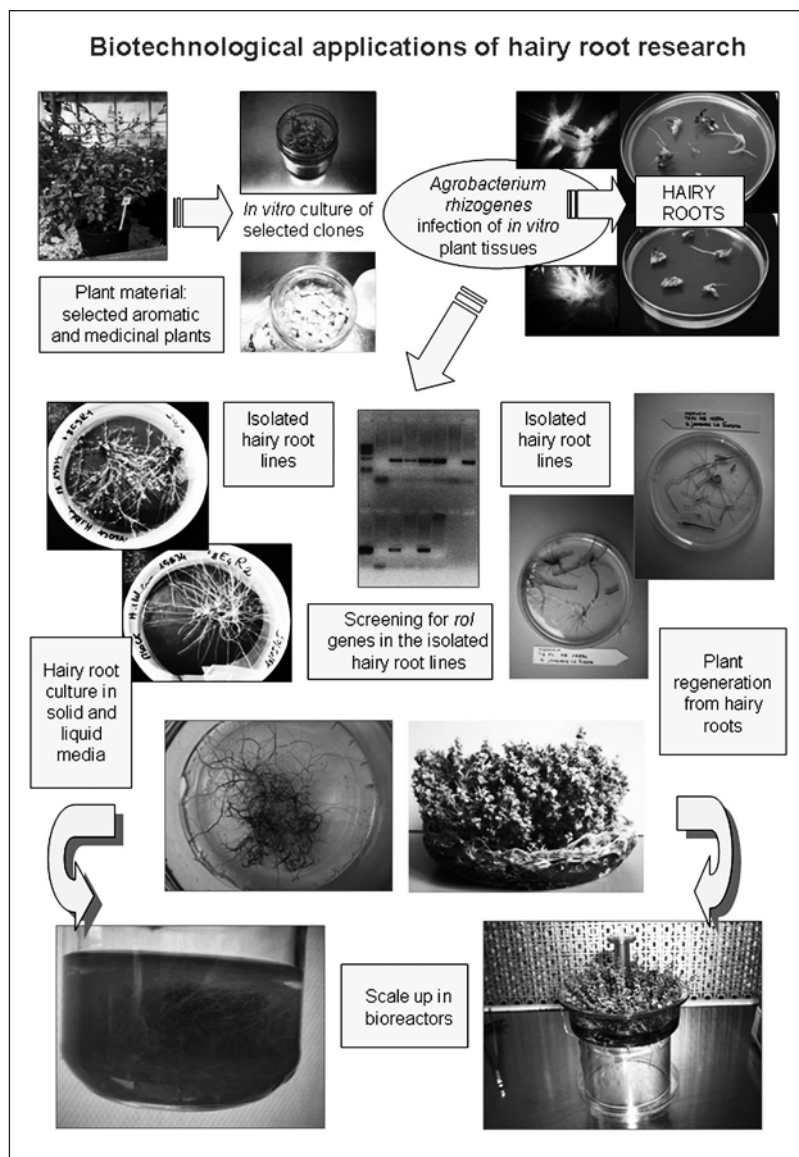 Biotechnological applications of hairy root research
In vitro culture of
selected clones
Agrobacterium
rhizogenes
infection of in vitro
plant tissues
HAIRY
ROOTS
Plant material:
selected aromatic
and medicinal plants
Isolated
hairy root
lines
Isolated
hairy root
lines
Screening for rol
genes in the isolated
hairy root lines
Hairy root
culture in
solid and
liquid
media
Plant
regeneration
from hairy
roots
Scale up in
bioreactors